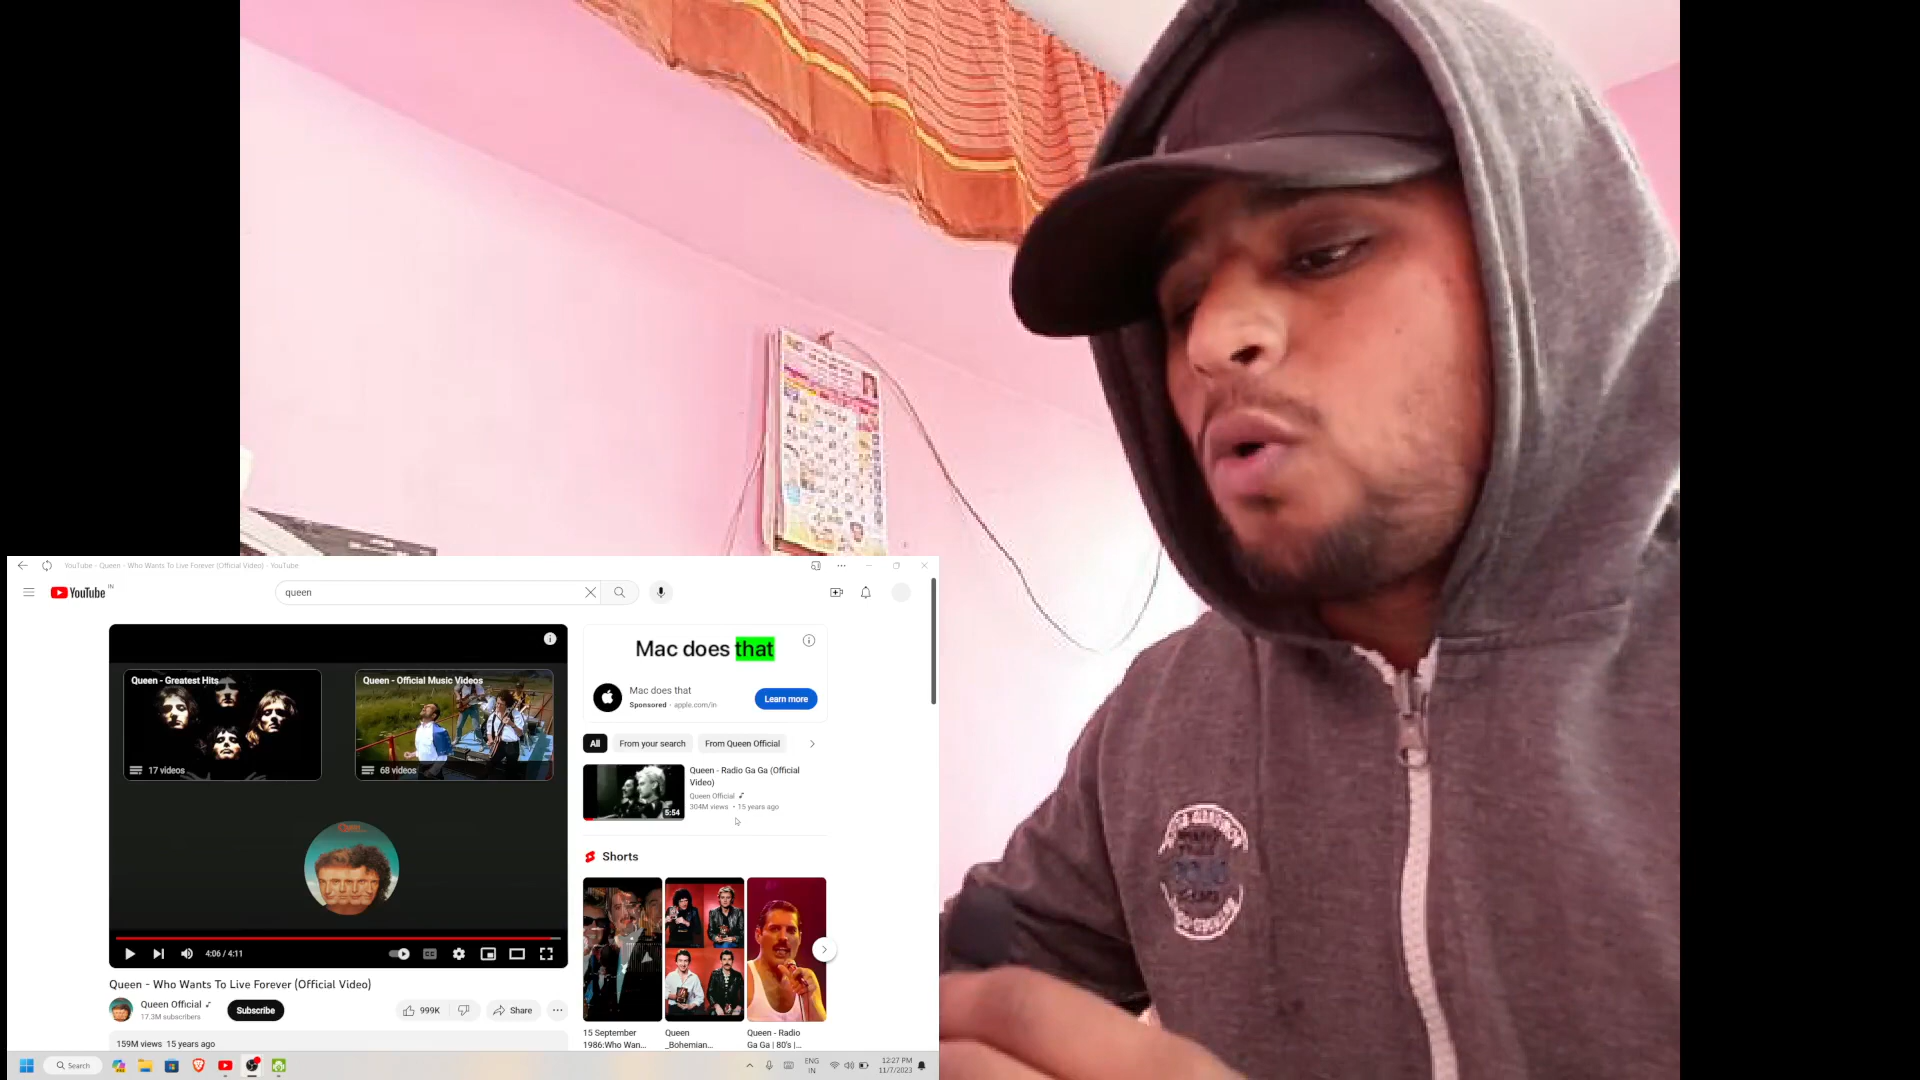 YouTube - Queen - Who Wants To Live Forever (Official Video) - YouTube
YouTube IN
queen
Queen - Greatest Hits
17 videos
Queen - Official Music Videos
68 videos
4:06 / 4:11
Queen - Who Wants To Live Forever (Official Video)
Queen Official
17.3M subscribers
Subscribe
999K
Share
159M views 15 years ago
Mac does that
Mac does that
Sponsored · apple.com/in
Learn more
All
From your search
From Queen Official
5:54
Queen - Radio Ga Ga (Official
Video)
Queen Official
304M views • 15 years ago
Shorts
15 September
1986:Who Wan...
Queen
_Bohemian...
Queen - Radio
Ga Ga | 80's |...
Search
ENG
IN
12:27 PM
11/7/2023